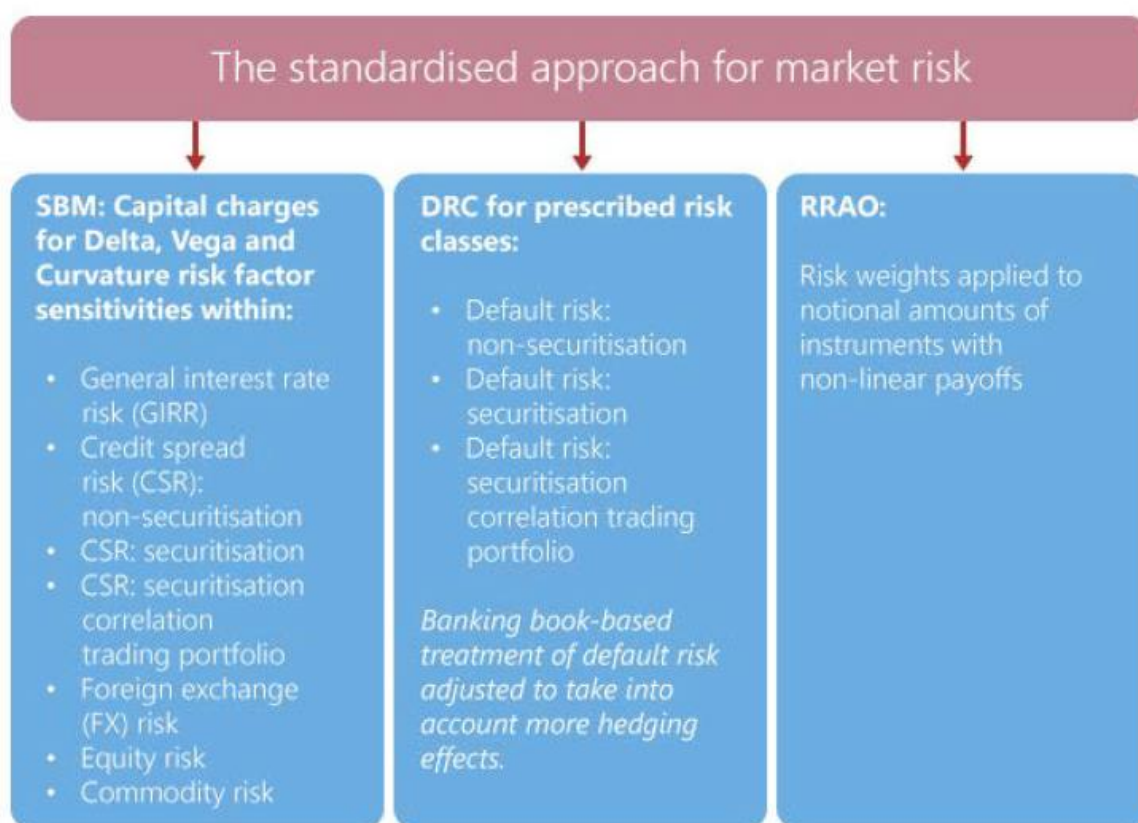 The standardised approach for market risk
SBM: Capital charges
for Delta, Vega and
Curvature risk factor
sensitivities within:
• General interest rate
risk (GIRR)
• Credit spread
risk (CSR):
non-securitisation
• CSR: securitisation
• CSR: securitisation
correlation
trading portfolio
• Foreign exchange
(FX) risk
• Equity risk
• Commodity risk
DRC for prescribed risk
classes:
• Default risk:
non-securitisation
• Default risk:
securitisation
• Default risk:
securitisation
correlation trading
portfolio
Banking book-based
treatment of default risk
adjusted to take into
account more hedging
effects.
RRAO:
Risk weights applied to
notional amounts of
instruments with
non-linear payoffs